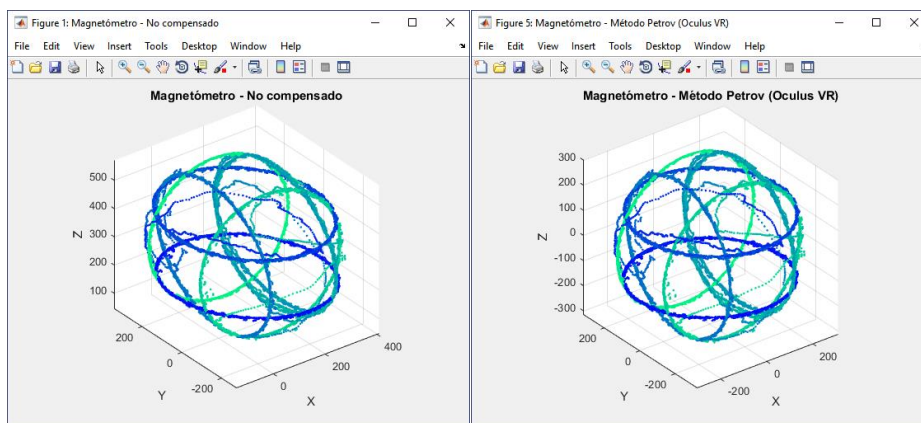 Figure 1: Magnetómetro - No compensado
File Edit View Insert Tools Desktop Window Help
Magnetómetro - No compensado
500
400
300
200
100
Z
200
0
-200
Y
0
200
400
X
Figure 5: Magnetómetro - Método Petrov (Oculus VR)
File Edit View Insert Tools Desktop Window Help
Magnetómetro - Método Petrov (Oculus VR)
300
200
100
0
-100
-200
-300
Z
200
0
-200
Y
-200
0
200
X